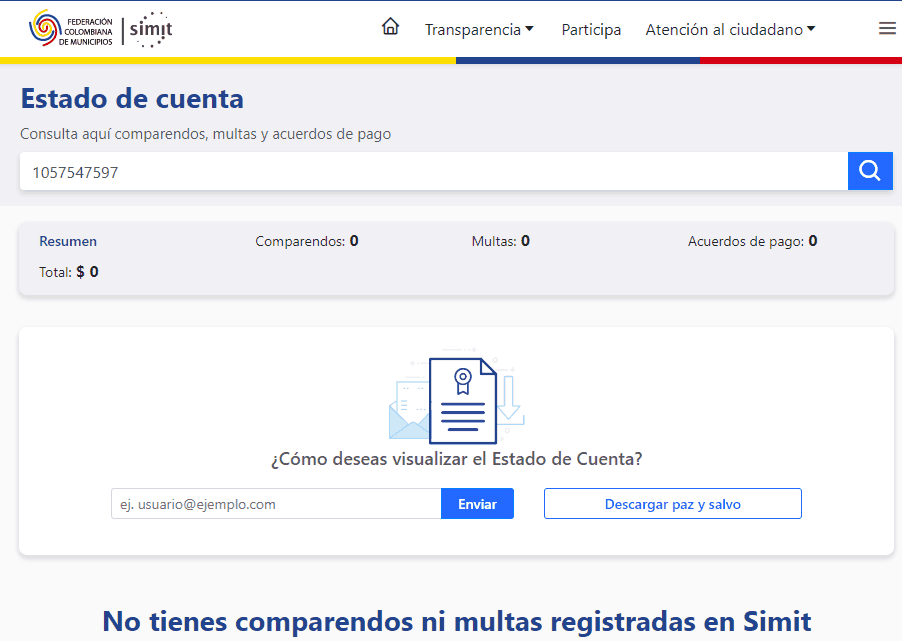 FEDERACIÓN
COLOMBIANA
DE MUNICIPIOS
simit
Transparencia
Participa
Atención al ciudadano
Estado de cuenta
Consulta aquí comparendos, multas y acuerdos de pago
1057547597
Resumen
Comparendos: 0
Multas: 0
Acuerdos de pago: 0
Total: $ 0
¿Cómo deseas visualizar el Estado de Cuenta?
ej. usuario@ejemplo.com
Enviar
Descargar paz y salvo
No tienes comparendos ni multas registradas en Simit